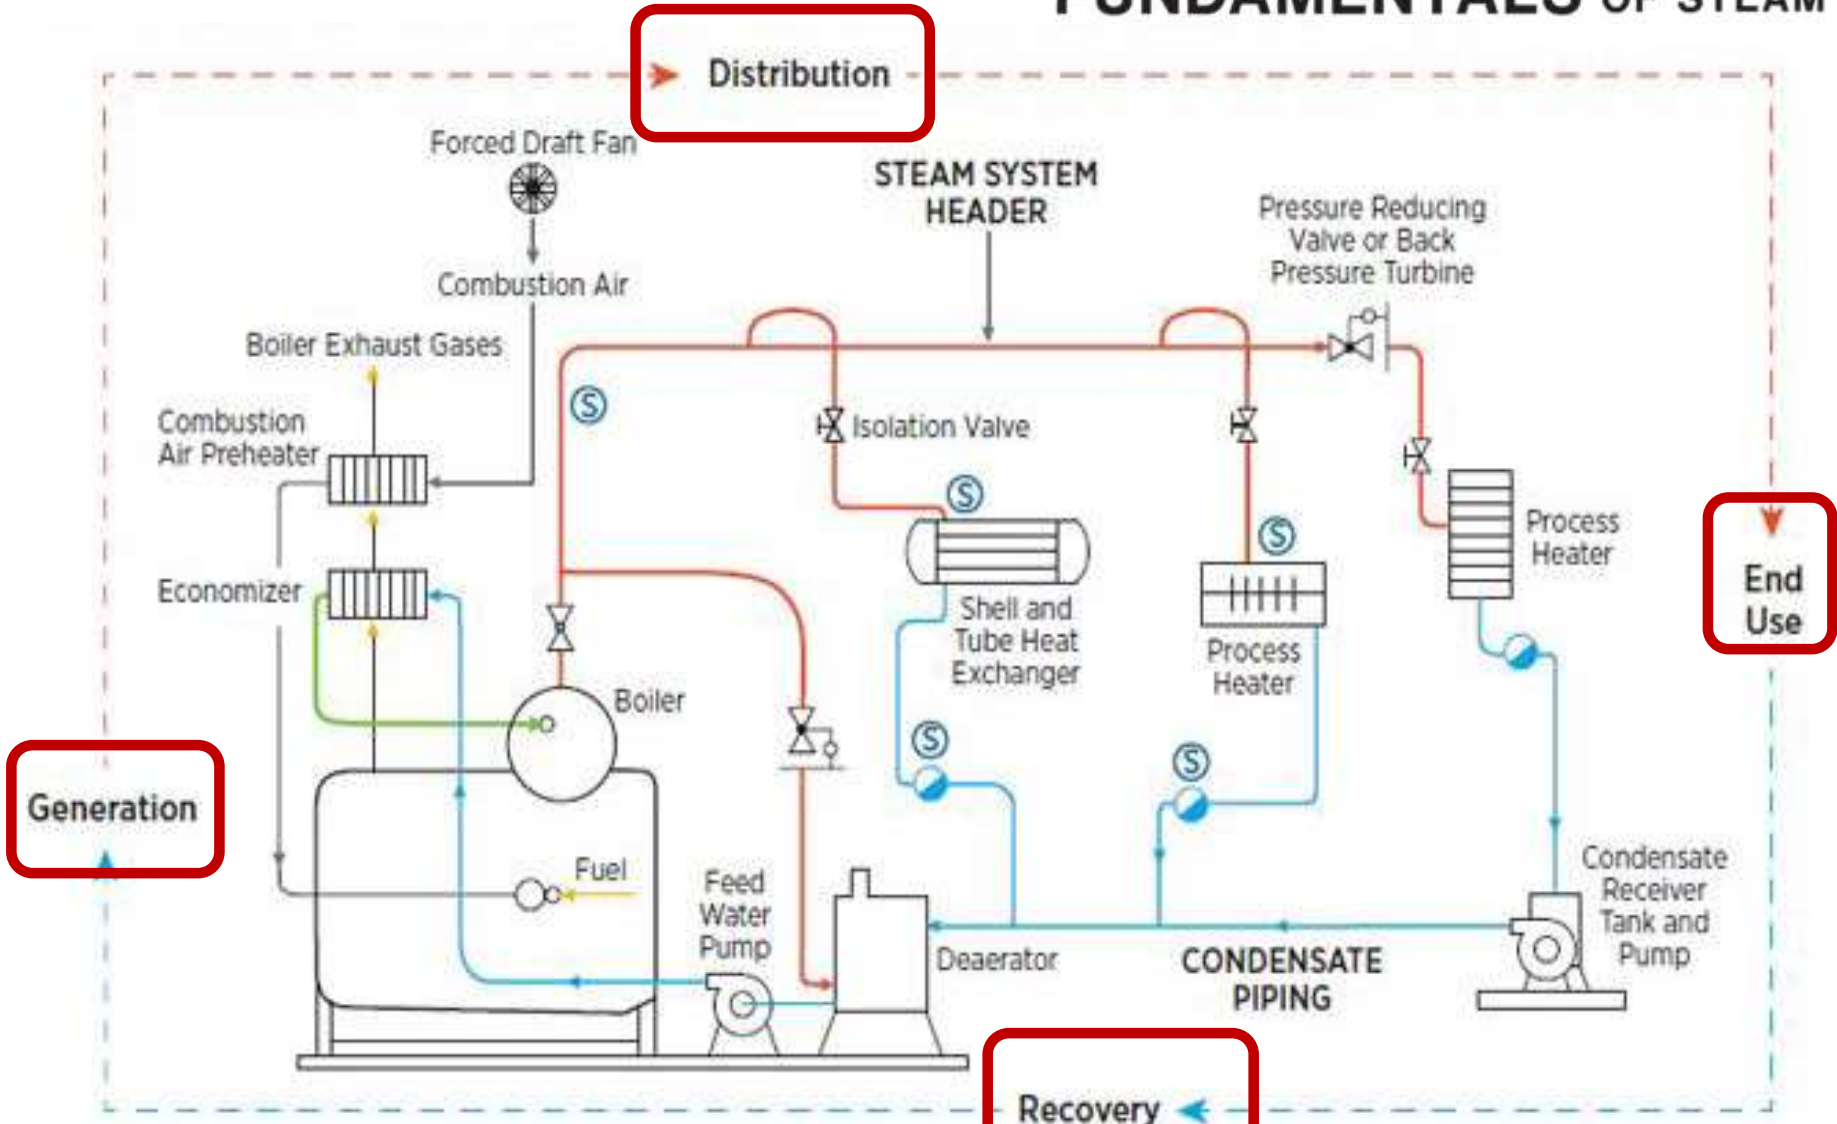 FUNDAMENTALS OF STEAM
Distribution
Forced Draft Fan
STEAM SYSTEM
HEADER
Pressure Reducing
Valve or Back
Pressure Turbine
Combustion Air
Boiler Exhaust Gases
S
Combustion
Air Preheater
Isolation Valve
S
S
Process
Heater
Economizer
End
Use
Shell and
Tube Heat
Exchanger
Process
Heater
Boiler
S
S
Generation
Fuel
Feed
Water
Pump
Condensate
Receiver
Tank and
Pump
Deaerator
CONDENSATE
PIPING
Recovery